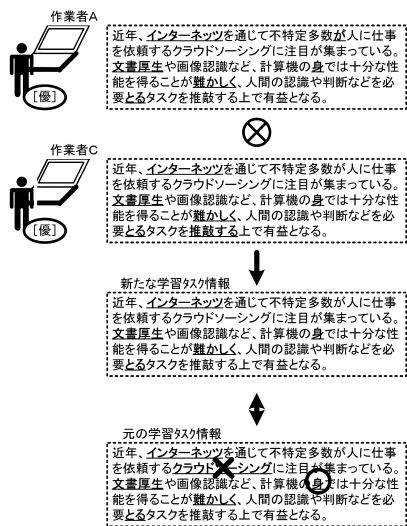 作業者A
近年、インターネッツを通じて不特定多数が人に仕事
を依頼するクラウドソーシングに注目が集まっている。
文書厚生や画像認識など、計算機の身では十分な性
能を得ることが難かしく、人間の認識や判断などを必
要とるタスクを推敲する上で有益となる。
[優]
作業者C
近年、インターネッツを通じて不特定多数が人に仕事
を依頼するクラウドソーシングに注目が集まっている。
文書厚生や画像認識など、計算機の身では十分な性
能を得ることが難かしく、人間の認識や判断などを必
要とるタスクを推敲する上で有益となる。
[優]
新たな学習タスク情報
近年、インターネッツを通じて不特定多数が人に仕事
を依頼するクラウドソーシングに注目が集まっている。
文書厚生や画像認識など、計算機の身では十分な性
能を得ることが難かしく、人間の認識や判断などを必
要とるタスクを推敲する上で有益となる。
元の学習タスク情報
近年、インターネッツを通じて不特定多数が人に仕事
を依頼するクラウドソーシングに注目が集まっている。
文書厚生や画像認識など、計算機の身では十分な性
能を得ることが難かしく、人間の認識や判断などを必
要とるタスクを推敲する上で有益となる。